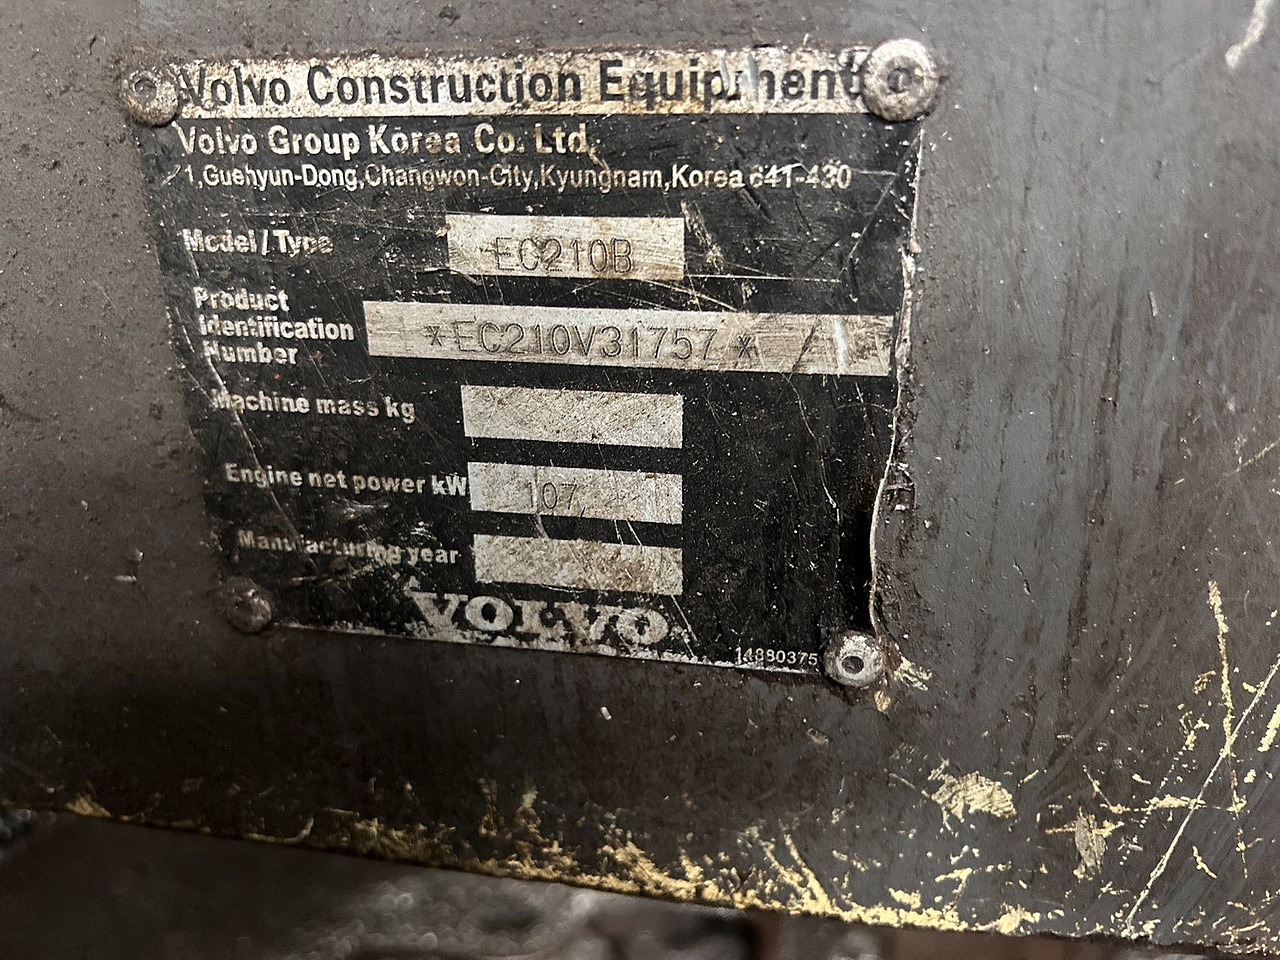 Volvo Construction Equipment
Volvo Group Korea Co. Ltd.
1,Guehyun-Dong,Changwon-City,Kyungnam,Korea 641-430
Model/Type EC210B
Product
Identification
Number
*EC210V31757*
Machine mass kg
Engine net power kW 107
Manufacturing year
VOLVO
14880375